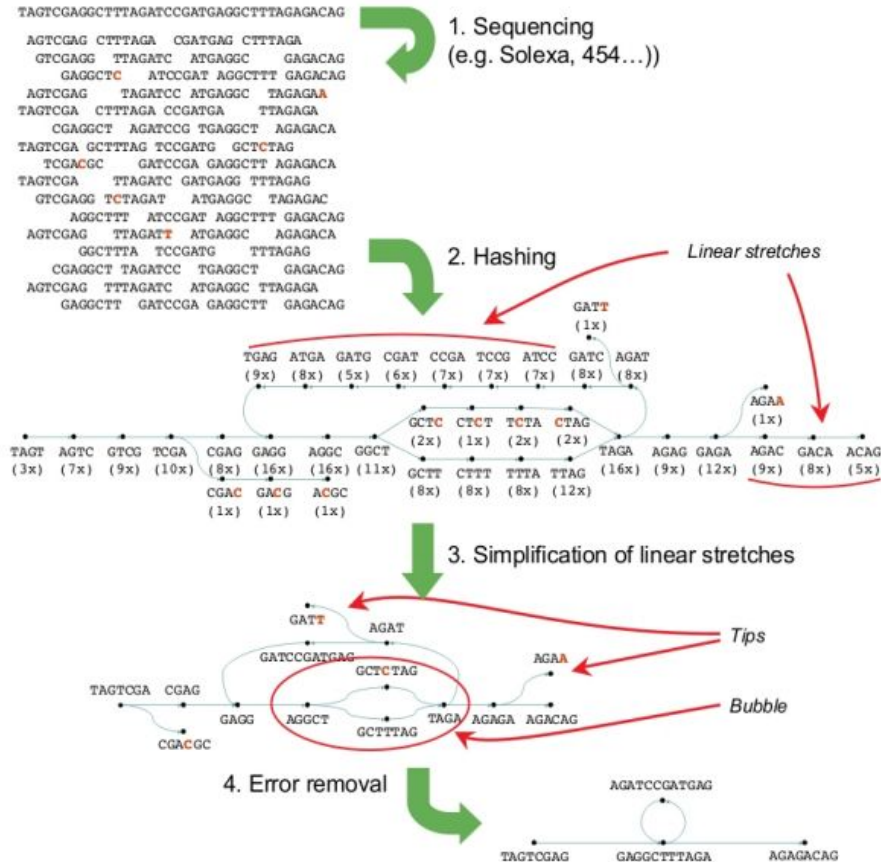 TAGTCGAGGCTTTAGATCCGATGAGGCTTTAGAGACAG
1. Sequencing
(e.g. Solexa, 454…))
AGTCGAG CTTTAGA CGATGAG CTTTAGA
GTCGAGG TTAGATC ATGAGGC GAGACAG
GAGGCTC ATCCGAT AGGCTTT GAGACAG
AGTCGAG TAGATCC ATGAGGC TAGAGAA
TAGTCGA CTTTAGA CCGATGA TTAGAGA
CGAGGCT AGATCCG TGAGGCT AGAGACA
TAGTCGA GCTTTAG TCCGATG GCTCTAG
TCGACGC GATCCGA GAGGCTT AGAGACA
TAGTCGA TTAGATC GATGAGG TTTAGAG
GTCGAGG TCTAGAT ATGAGGC TAGAGAC
AGGCTTT ATCCGAT AGGCTTT GAGACAG
AGTCGAG TTAGATT ATGAGGC AGAGACA
GGCTTTA TCCGATG TTTAGAG
CGAGGCT TAGATCC TGAGGCT GAGACAG
AGTCGAG TTTAGATC ATGAGGC TTAGAGA
GAGGCTT GATCCGA GAGGCTT GAGACAG
2. Hashing
Linear stretches
GATT
(1x)
TGAG ATGA GATG CGAT CCGA TCCG ATCC GATC AGAT
(9x) (8x) (5x) (6x) (7x) (7x) (7x) (8x) (8x)
AGAA
(1x)
GCTC CTCT TCTA CTAG
(2x) (1x) (2x) (2x)
TAGT AGTC GTCG TCGA CGAG GAGG AGGC GGCT TAGA AGAG GAGA AGAC GACA ACAG
(3x) (7x) (9x) (10x) (8x) (16x) (16x) (11x) (16x) (9x) (12x) (9x) (8x) (5x)
GCTT CTTT TTTA TTAG
(8x) (8x) (8x) (12x)
CGAC GACG ACGC
(1x) (1x) (1x)
3. Simplification of linear stretches
GATT
AGAT
Tips
GATCCGATGAG
GCTCTAG
AGAA
TAGTCGA CGAG
GAGG AGGCT TAGA AGAGA AGACAG
Bubble
GCTTTAG
CGACGC
4. Error removal
AGATCCGATGAG
TAGTCGAG GAGGCTTTAGA AGAGACAG